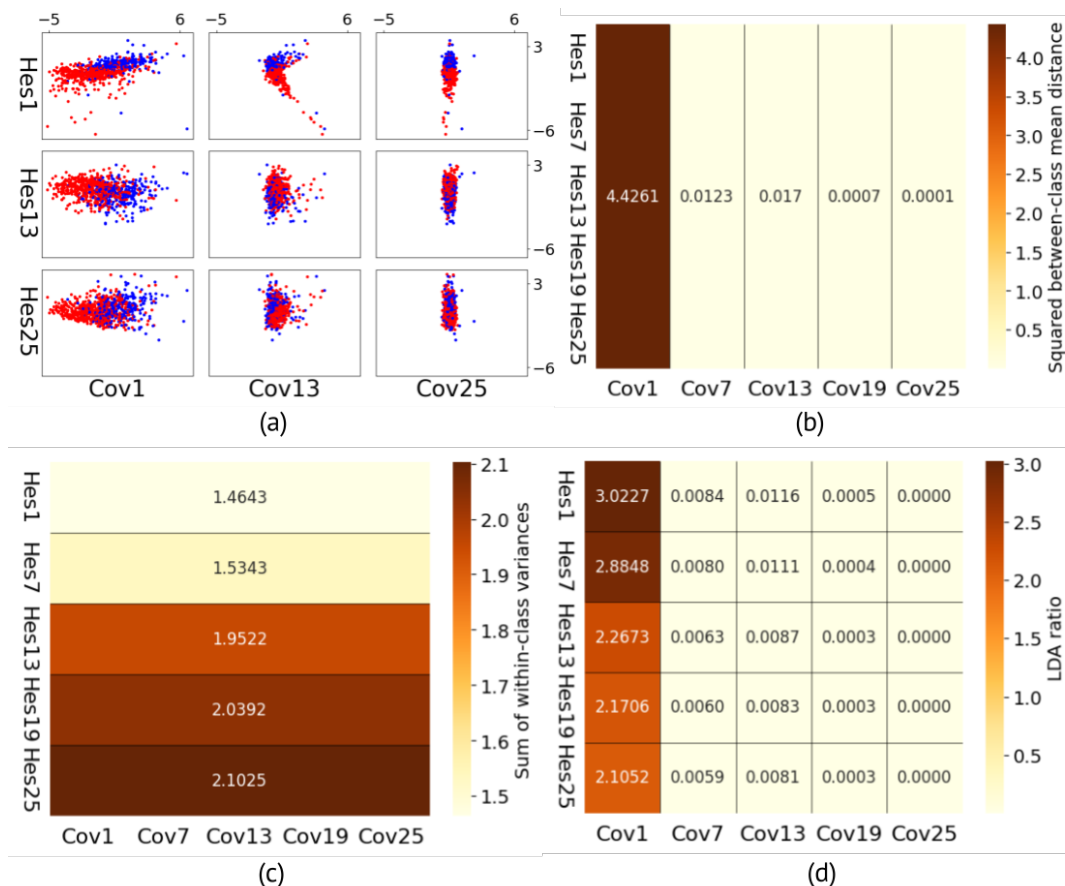 −5 6 −5 6 −5 6
Hes1
3
−6
Hes13
3
−6
Hes25
3
−6
Cov1 Cov13 Cov25
(a)
Hes1 Hes7 Hes13 Hes19 Hes25
4.4261 0.0123 0.017 0.0007 0.0001
Cov1 Cov7 Cov13 Cov19 Cov25
4.0
3.5
3.0
2.5
2.0
1.5
1.0
0.5
Squared between-class mean distance
(b)
Hes1 1.4643
Hes7 1.5343
Hes13 1.9522
Hes19 2.0392
Hes25 2.1025
Cov1 Cov7 Cov13 Cov19 Cov25
2.1
2.0
1.9
1.8
1.7
1.6
1.5
Sum of within-class variances
(c)
Hes1 3.0227 0.0084 0.0116 0.0005 0.0000
Hes7 2.8848 0.0080 0.0111 0.0004 0.0000
Hes13 2.2673 0.0063 0.0087 0.0003 0.0000
Hes19 2.1706 0.0060 0.0083 0.0003 0.0000
Hes25 2.1052 0.0059 0.0081 0.0003 0.0000
Cov1 Cov7 Cov13 Cov19 Cov25
3.0
2.5
2.0
1.5
1.0
0.5
LDA ratio
(d)